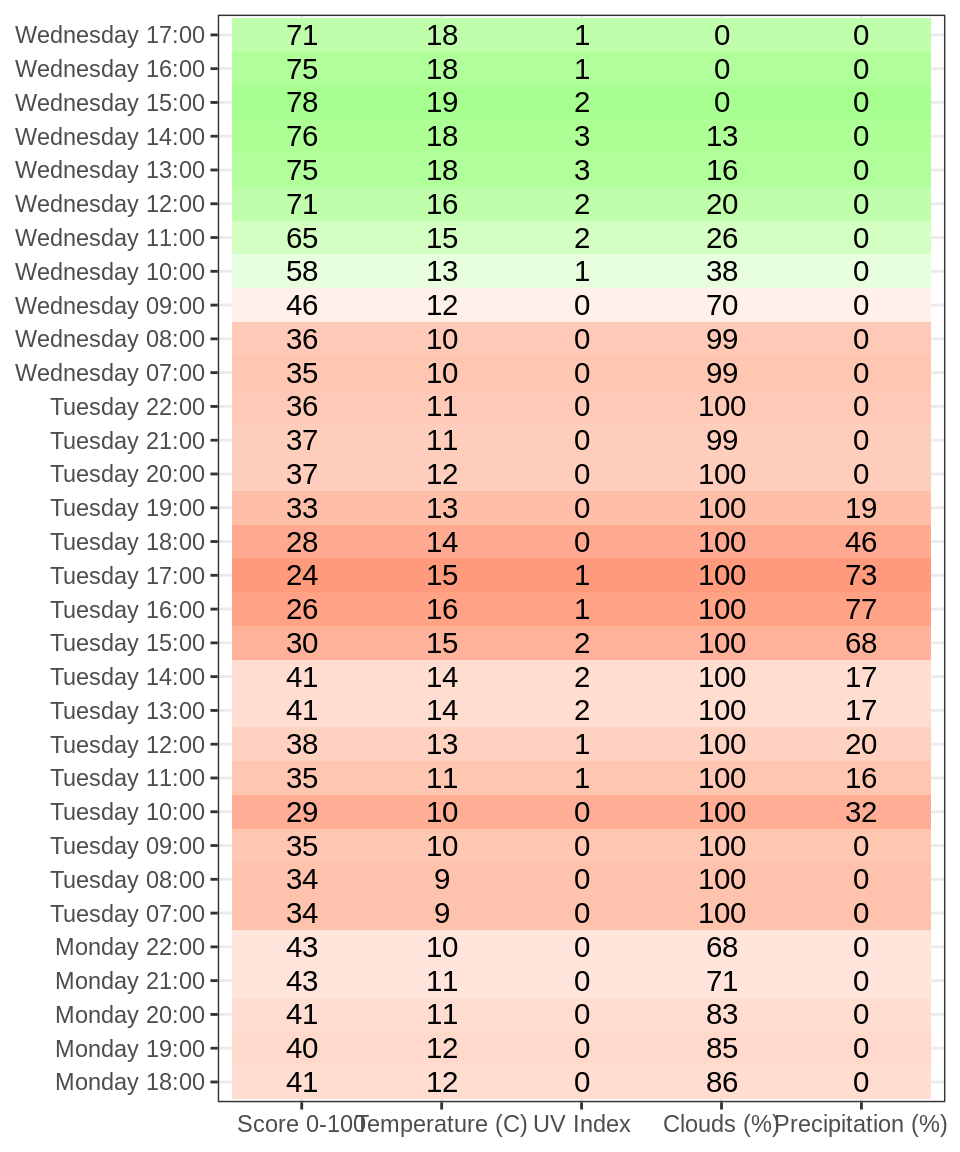 Wednesday 17:00 71 18 1 0 0
Wednesday 16:00 75 18 1 0 0
Wednesday 15:00 78 19 2 0 0
Wednesday 14:00 76 18 3 13 0
Wednesday 13:00 75 18 3 16 0
Wednesday 12:00 71 16 2 20 0
Wednesday 11:00 65 15 2 26 0
Wednesday 10:00 58 13 1 38 0
Wednesday 09:00 46 12 0 70 0
Wednesday 08:00 36 10 0 99 0
Wednesday 07:00 35 10 0 99 0
Tuesday 22:00 36 11 0 100 0
Tuesday 21:00 37 11 0 99 0
Tuesday 20:00 37 12 0 100 0
Tuesday 19:00 33 13 0 100 19
Tuesday 18:00 28 14 0 100 46
Tuesday 17:00 24 15 1 100 73
Tuesday 16:00 26 16 1 100 77
Tuesday 15:00 30 15 2 100 68
Tuesday 14:00 41 14 2 100 17
Tuesday 13:00 41 14 2 100 17
Tuesday 12:00 38 13 1 100 20
Tuesday 11:00 35 11 1 100 16
Tuesday 10:00 29 10 0 100 32
Tuesday 09:00 35 10 0 100 0
Tuesday 08:00 34 9 0 100 0
Tuesday 07:00 34 9 0 100 0
Monday 22:00 43 10 0 68 0
Monday 21:00 43 11 0 71 0
Monday 20:00 41 11 0 83 0
Monday 19:00 40 12 0 85 0
Monday 18:00 41 12 0 86 0
Score 0-100 Temperature (C) UV Index Clouds (%) Precipitation (%)